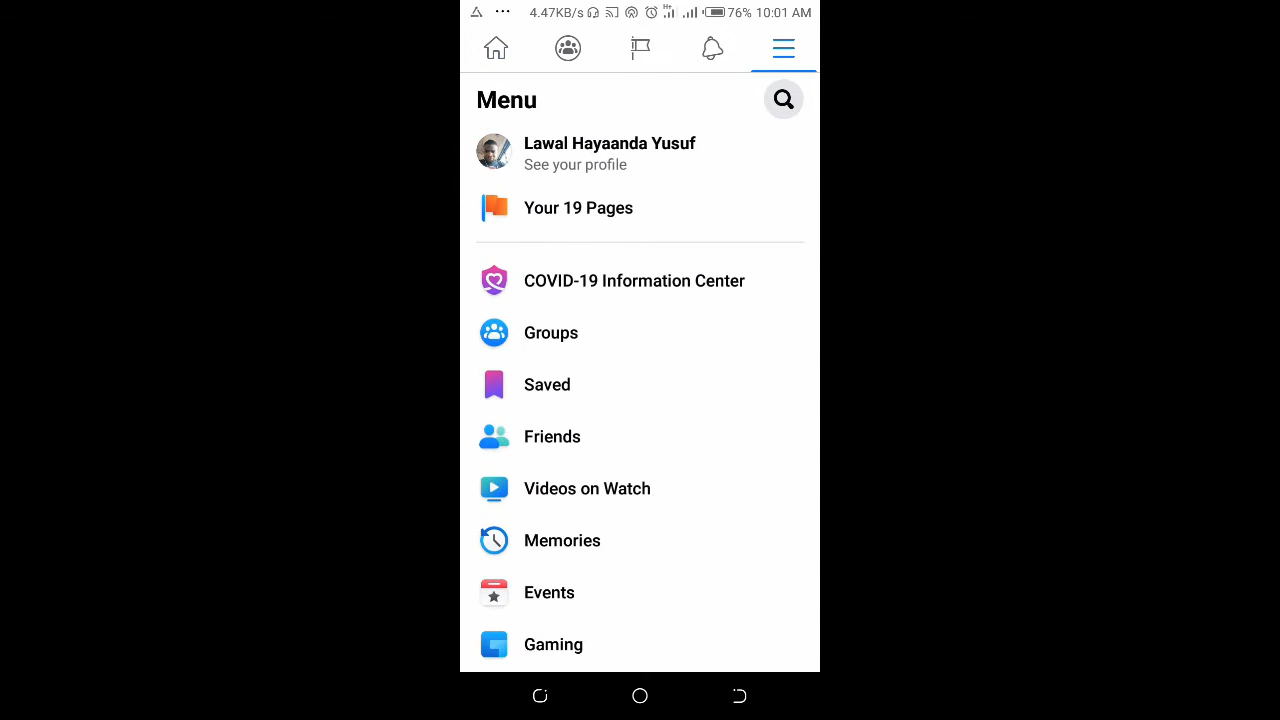 4.47KB/s H+ 76% 10:01 AM
Menu
Lawal Hayaanda Yusuf
See your profile
Your 19 Pages
COVID-19 Information Center
Groups
Saved
Friends
Videos on Watch
Memories
Events
Gaming